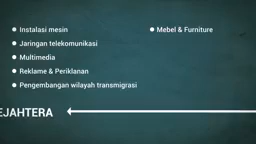 Instalasi mesin
Jaringan telekomunikasi
Multimedia
Reklame & Periklanan
Pengembangan wilayah transmigrasi
Mebel & Furniture
EJAHTERA